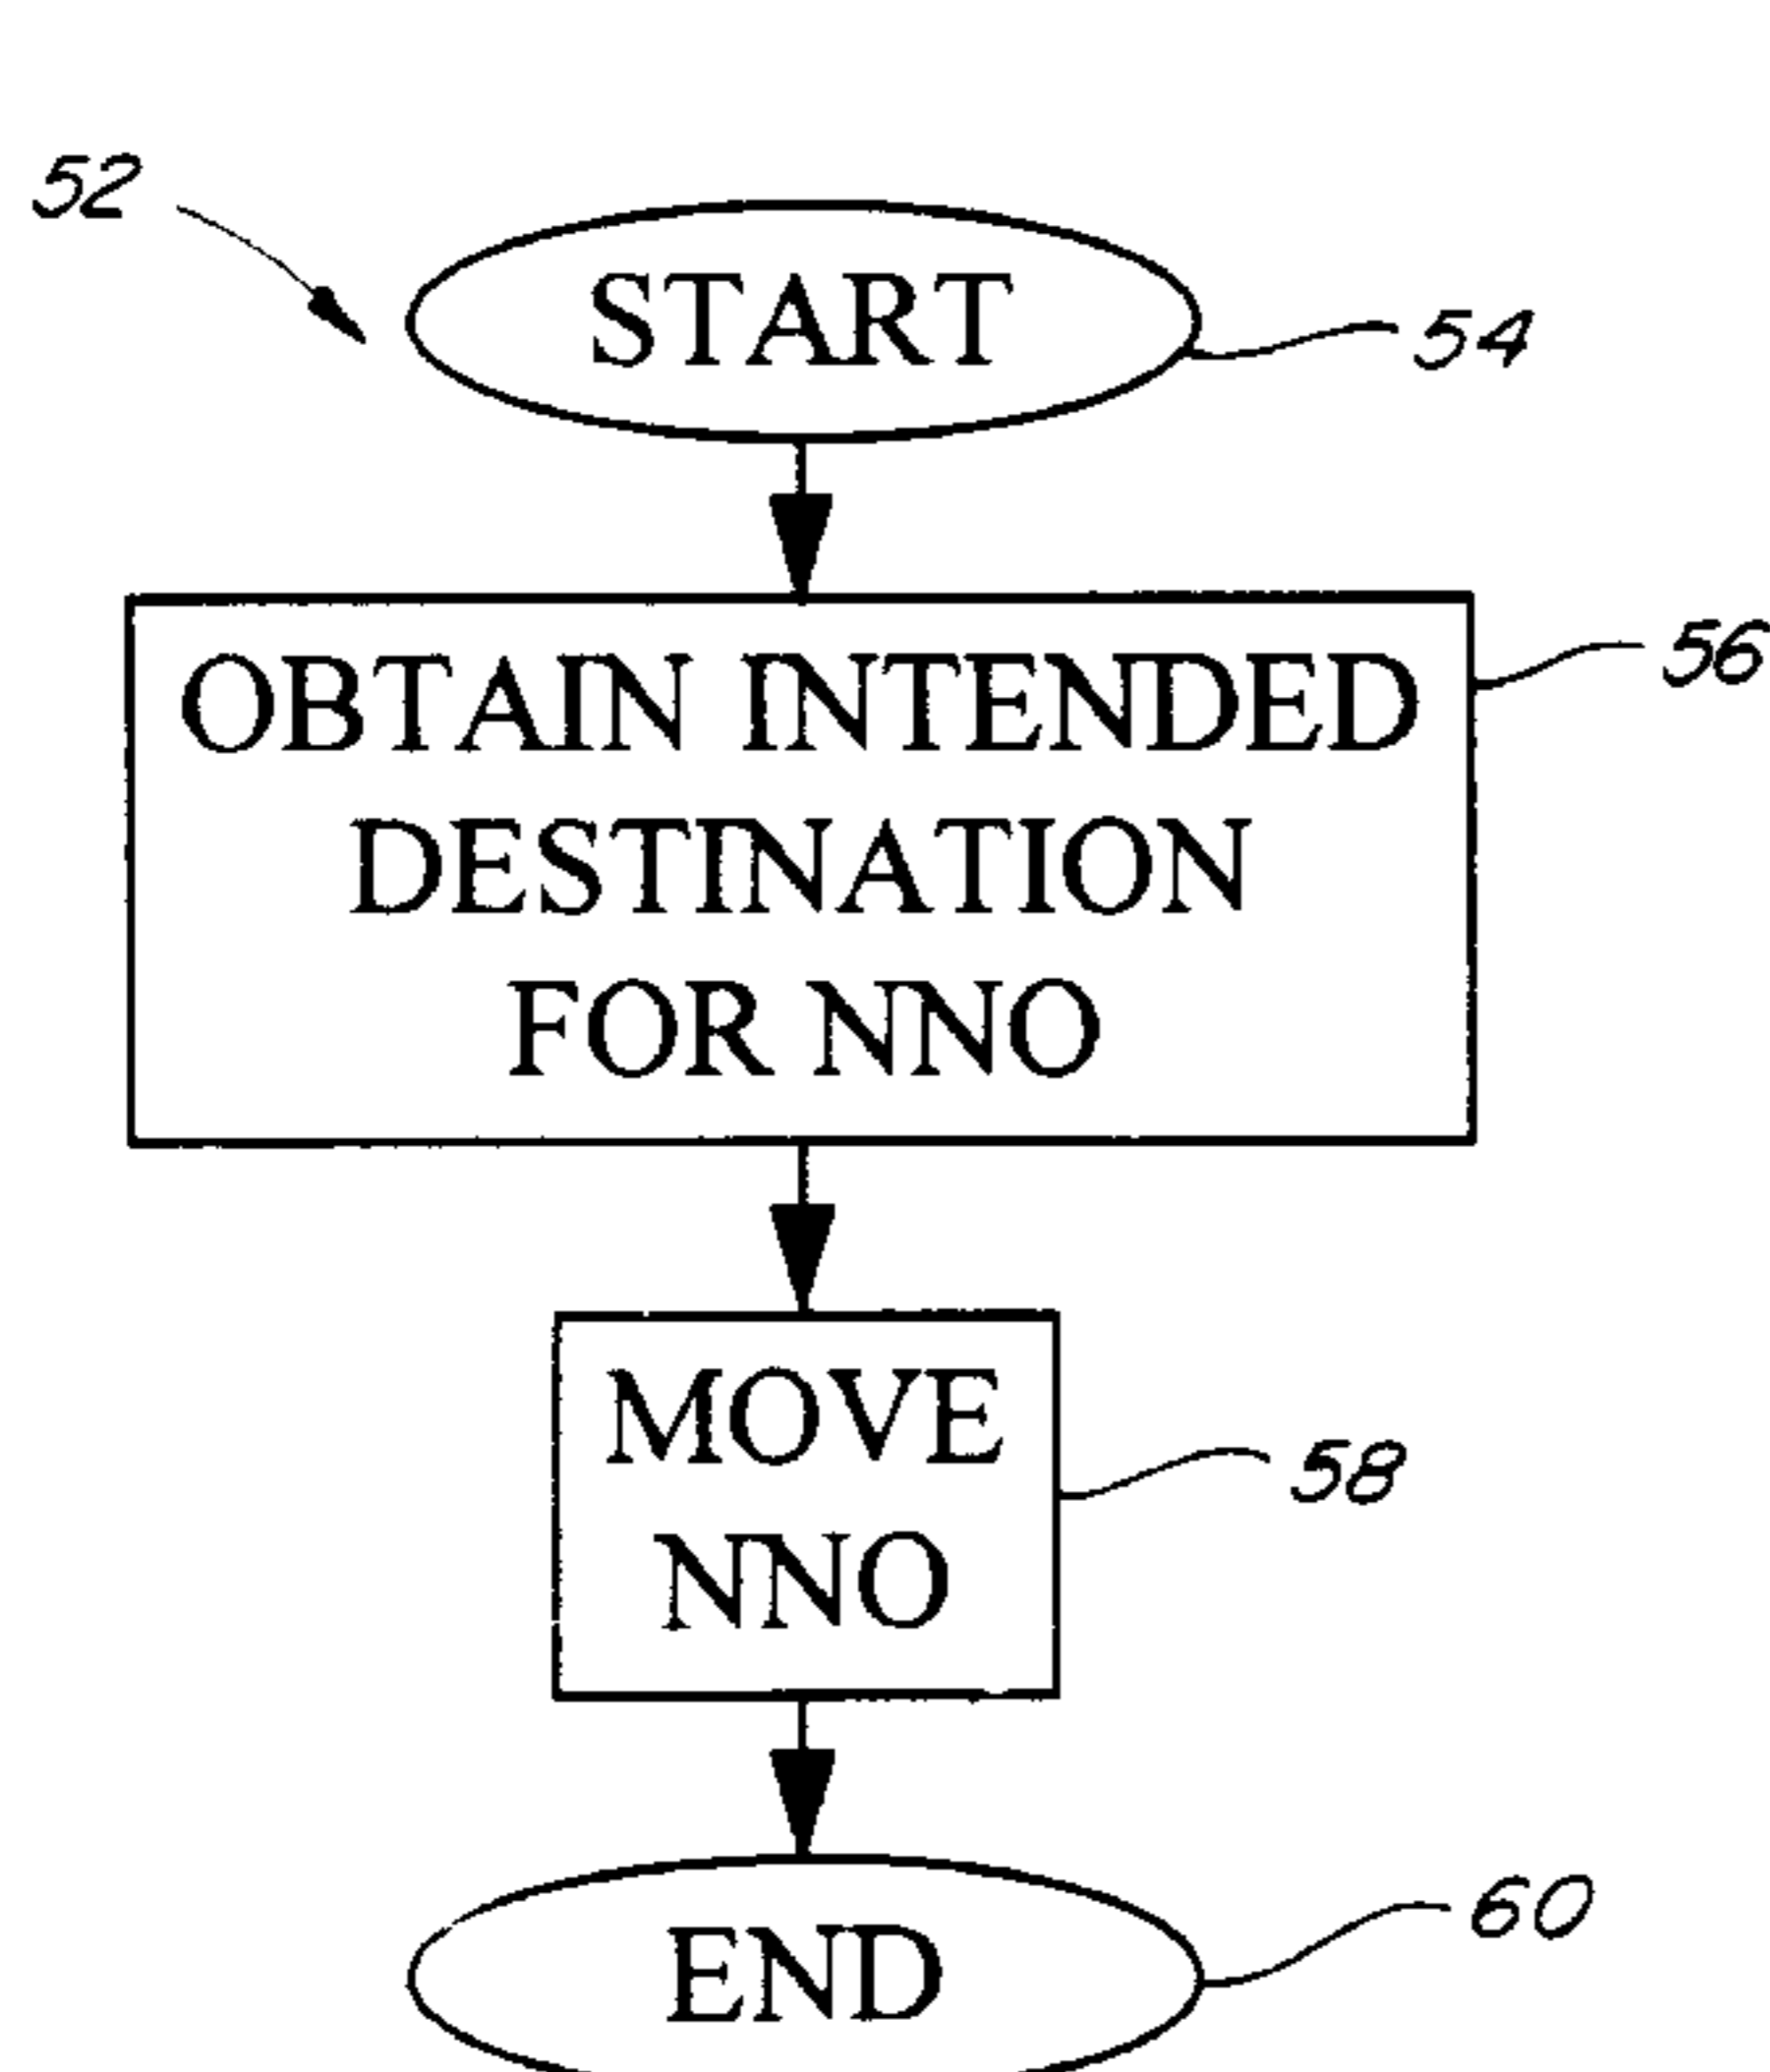 52
START
54
OBTAIN INTENDED
56
DESTINATION
FOR NNO
MOVE
58
NNO
END
60